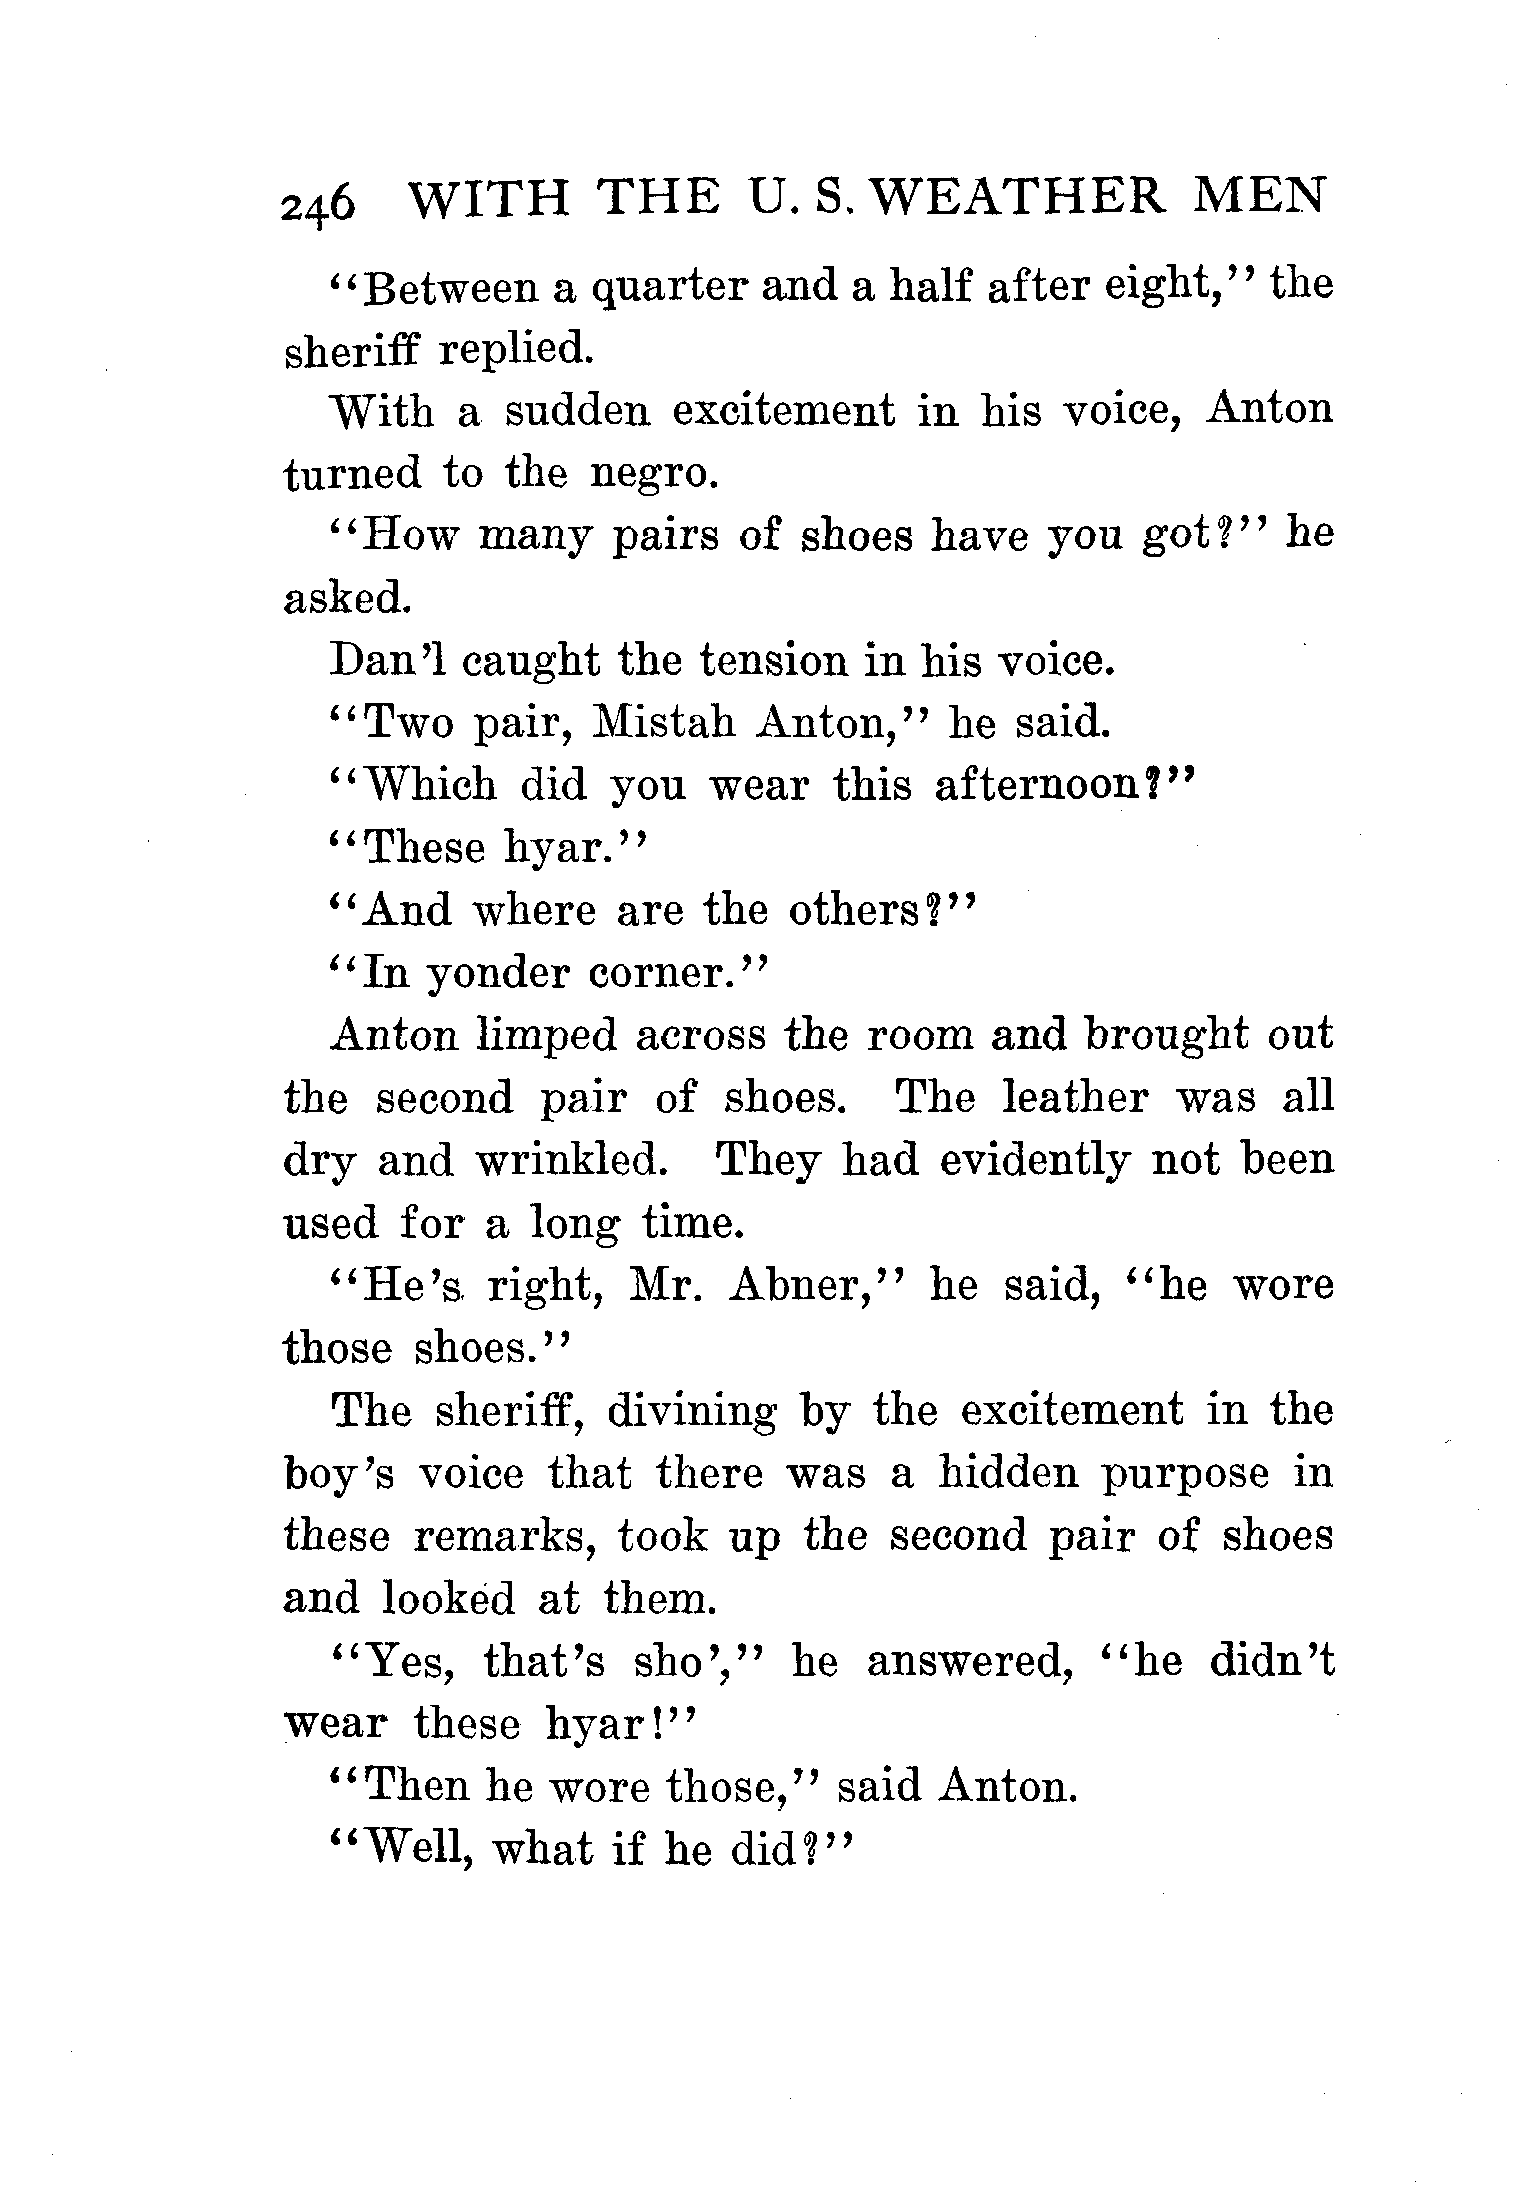 246 WITH THE U. S. WEATHER MEN
"Between a quarter and a half after eight," the
sheriff replied.
With a sudden excitement in his voice, Anton
turned to the negro.
"How many pairs of shoes have you got?" he
asked.
Dan'l caught the tension in his voice.
"Two pair, Mistah Anton," he said.
"Which did you wear this afternoon?"
"These hyar."
"And where are the others?"
"In yonder corner."
Anton limped across the room and brought out
the second pair of shoes. The leather was all
dry and wrinkled. They had evidently not been
used for a long time.
"He's right, Mr. Abner," he said, "he wore
those shoes."
The sheriff, divining by the excitement in the
boy's voice that there was a hidden purpose in
these remarks, took up the second pair of shoes
and looked at them.
"Yes, that's sho'," he answered, "he didn't
wear these hyar!"
"Then he wore those," said Anton.
"Well, what if he did?"